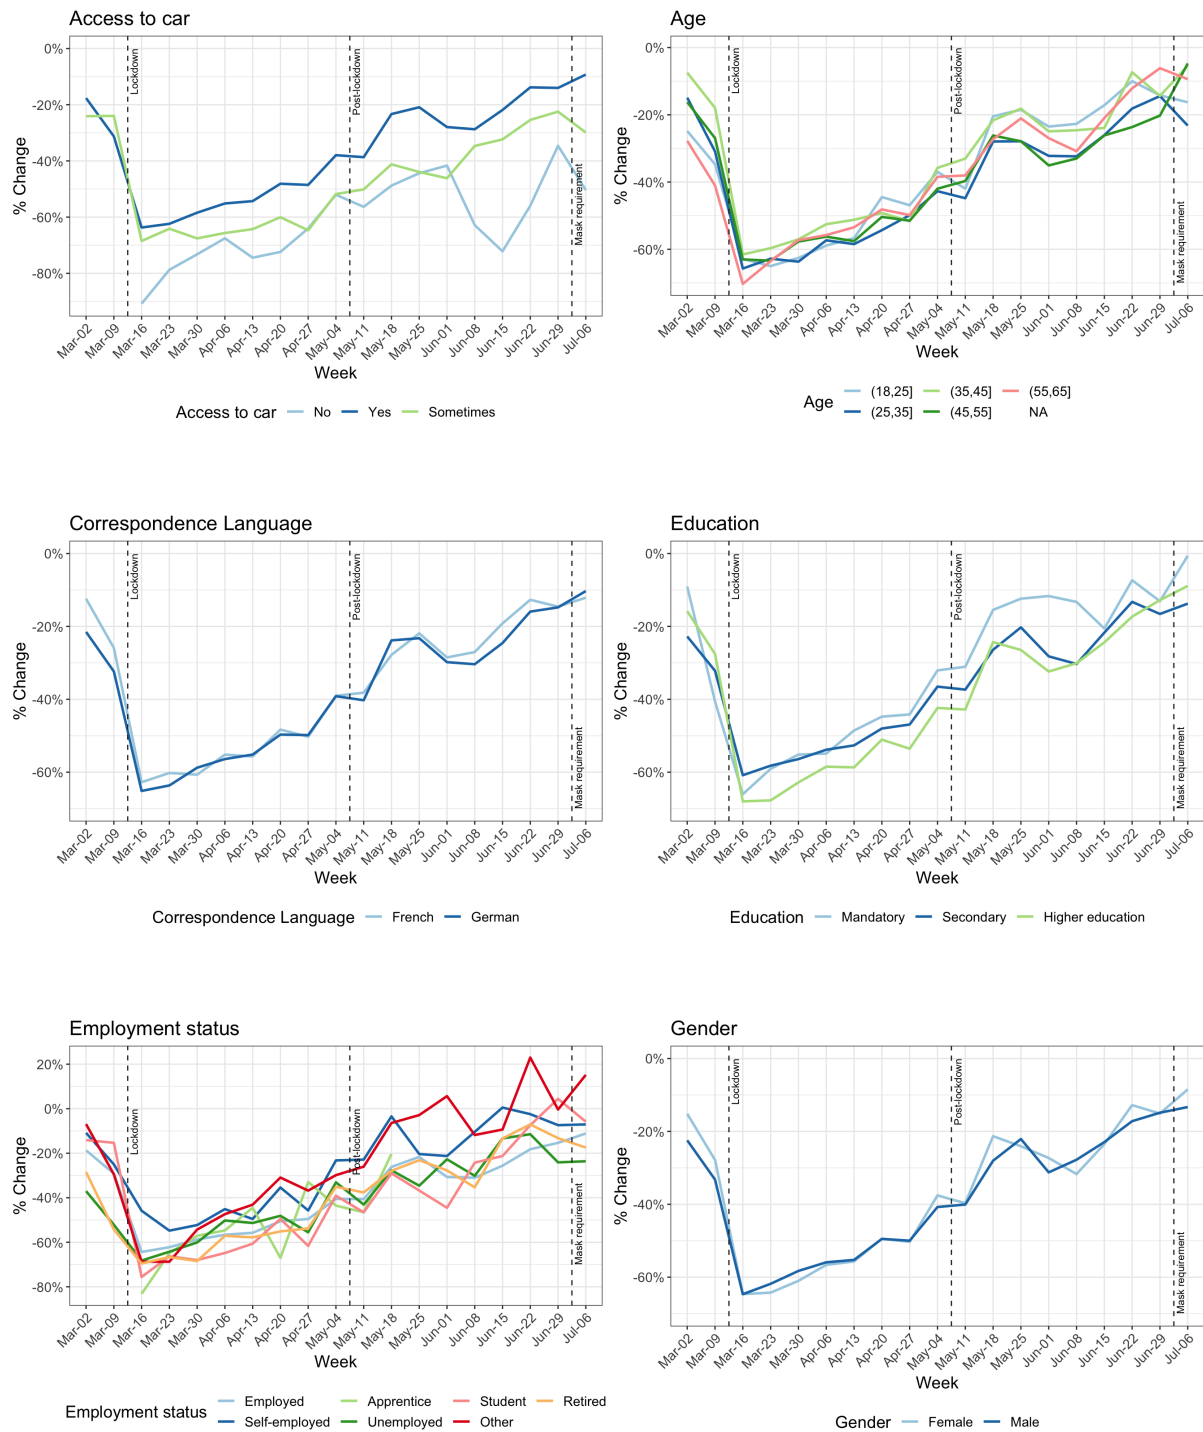 Access to car
0%
-20%
-40%
-60%
-80%
% Change
Lockdown
Post-lockdown
Mask requirement
Mar-02 Mar-09 Mar-16 Mar-23 Mar-30 Apr-06 Apr-13 Apr-20 Apr-27 May-04 May-11 May-18 May-25 Jun-01 Jun-08 Jun-15 Jun-22 Jun-29 Jul-06
Week
Access to car No Yes Sometimes
Age
0%
-20%
-40%
-60%
% Change
Lockdown
Post-lockdown
Mask requirement
Mar-02 Mar-09 Mar-16 Mar-23 Mar-30 Apr-06 Apr-13 Apr-20 Apr-27 May-04 May-11 May-18 May-25 Jun-01 Jun-08 Jun-15 Jun-22 Jun-29 Jul-06
Week
Age
(18,25] (35,45] (55,65]
(25,35] (45,55] NA
Correspondence Language
0%
-20%
-40%
-60%
% Change
Lockdown
Post-lockdown
Mask requirement
Mar-02 Mar-09 Mar-16 Mar-23 Mar-30 Apr-06 Apr-13 Apr-20 Apr-27 May-04 May-11 May-18 May-25 Jun-01 Jun-08 Jun-15 Jun-22 Jun-29 Jul-06
Week
Correspondence Language French German
Education
0%
-20%
-40%
-60%
% Change
Lockdown
Post-lockdown
Mask requirement
Mar-02 Mar-09 Mar-16 Mar-23 Mar-30 Apr-06 Apr-13 Apr-20 Apr-27 May-04 May-11 May-18 May-25 Jun-01 Jun-08 Jun-15 Jun-22 Jun-29 Jul-06
Week
Education Mandatory Secondary Higher education
Employment status
20%
0%
-20%
-40%
-60%
-80%
% Change
Lockdown
Post-lockdown
Mask requirement
Mar-02 Mar-09 Mar-16 Mar-23 Mar-30 Apr-06 Apr-13 Apr-20 Apr-27 May-04 May-11 May-18 May-25 Jun-01 Jun-08 Jun-15 Jun-22 Jun-29 Jul-06
Week
Employment status
Employed Apprentice Student Retired
Self-employed Unemployed Other
Gender
0%
-20%
-40%
-60%
% Change
Lockdown
Post-lockdown
Mask requirement
Mar-02 Mar-09 Mar-16 Mar-23 Mar-30 Apr-06 Apr-13 Apr-20 Apr-27 May-04 May-11 May-18 May-25 Jun-01 Jun-08 Jun-15 Jun-22 Jun-29 Jul-06
Week
Gender Female Male